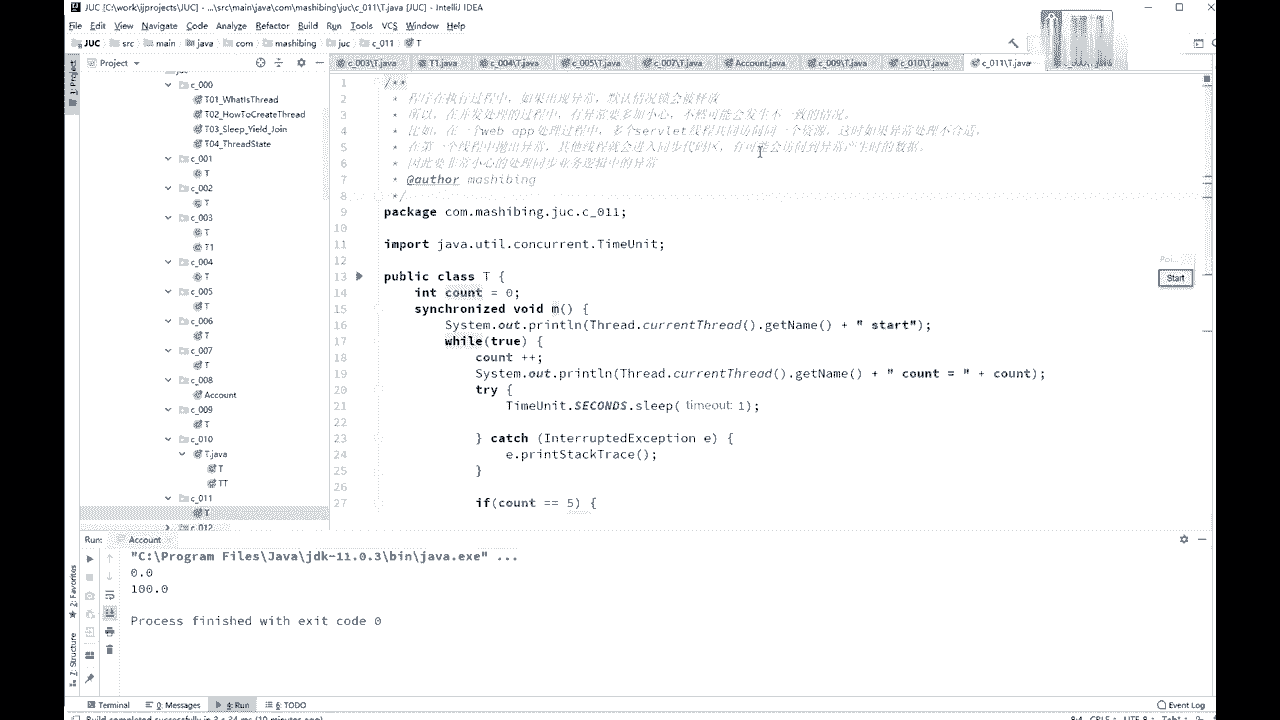 JUC [C:\work\ijprojects\JUC] - ...\src\main\java\com\mashibing\juc\c_011\T.java [JUC] - IntelliJ IDEA
File Edit View Navigate Code Analyze Refactor Build Run Tools VCS Window Help
JUC src main java com mashibing juc c_011 T
Project
c_003\T.java T1.java c_004\T.java c_005\T.java c_007\T.java Account.java c_009\T.java c_010\T.java c_011\T.java
1: Project
c_000
T01_WhatIsThread
T02_HowToCreateThread
T03_Sleep_Yield_Join
T04_ThreadState
c_001
T
c_002
T
c_003
T
T1
c_004
T
c_005
T
c_006
T
c_007
T
c_008
Account
c_009
T
c_010
T.java
T
TT
c_011
T
c_012
1 /**
2 * 程序在执行过程中，如果出现异常，默认情况锁会被释放
3 * 所以，在并发处理的过程中，有异常要多加小心，不然可能会发生不一致的情况。
4 * 比如，在一个web app处理过程中，多个servlet线程共同访问同一个资源，这时如果异常处理不合适，
5 * 在第一个线程中抛出异常，其他线程就会进入同步代码区，有可能会访问到异常产生时的数据。
6 * 因此要非常小心的处理同步业务逻辑中的异常
7 * @author mashibing
8 */
9 package com.mashibing.juc.c_011;
10
11 import java.util.concurrent.TimeUnit;
12
13 public class T {
14 int count = 0;
15 synchronized void m() {
16 System.out.println(Thread.currentThread().getName() + " start");
17 while(true) {
18 count ++;
19 System.out.println(Thread.currentThread().getName() + " count = " + count);
20 try {
21 TimeUnit.SECONDS.sleep( timeout: 1);
22
23 } catch (InterruptedException e) {
24 e.printStackTrace();
25 }
26
27 if(count == 5) {
Start
Run: Account
"C:\Program Files\Java\jdk-11.0.3\bin\java.exe" ...
0.0
100.0
Process finished with exit code 0
2: Favorites
Z: Structure
Terminal 0: Messages 4: Run 6: TODO
Event Log